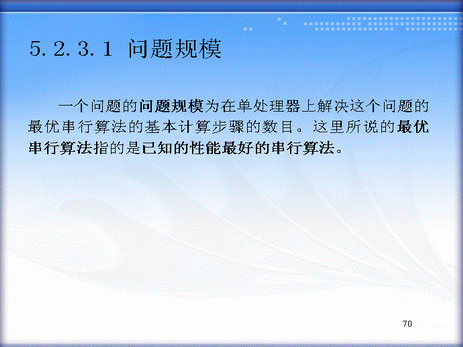 5.2.3.1 问题规模
一个问题的问题规模为在单处理器上解决这个问题的
最优串行算法的基本计算步骤的数目。这里所说的最优
串行算法指的是已知的性能最好的串行算法。
70